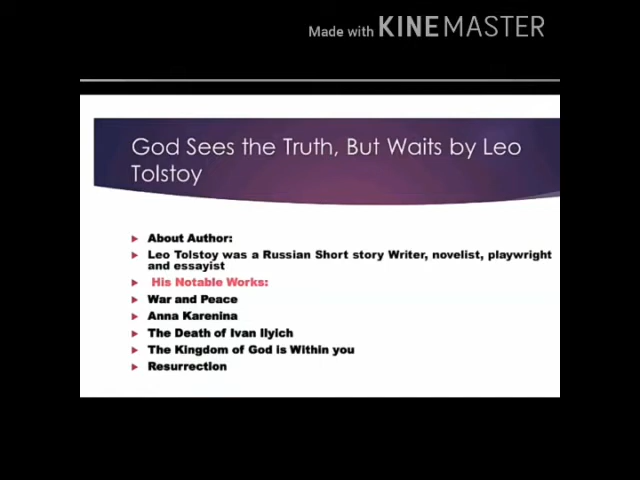 Made with KINEMASTER
God Sees the Truth, But Waits by Leo
Tolstoy
About Author:
Leo Tolstoy was a Russian Short story Writer, novelist, playwright
and essayist
His Notable Works:
War and Peace
Anna Karenina
The Death of Ivan Ilyich
The Kingdom of God is Within you
Resurrection